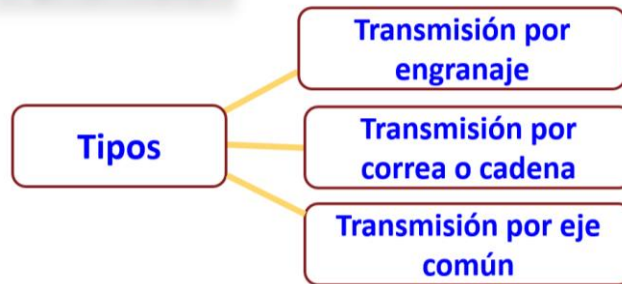 Transmisión por
engranaje
Tipos
Transmisión por
correa o cadena
Transmisión por eje
común